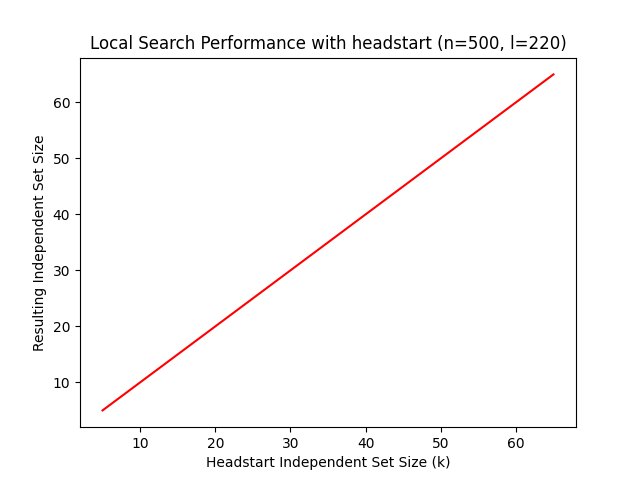 Local Search Performance with headstart (n=500, l=220)
Resulting Independent Set Size
60
50
40
30
20
10
10 20 30 40 50 60
Headstart Independent Set Size (k)